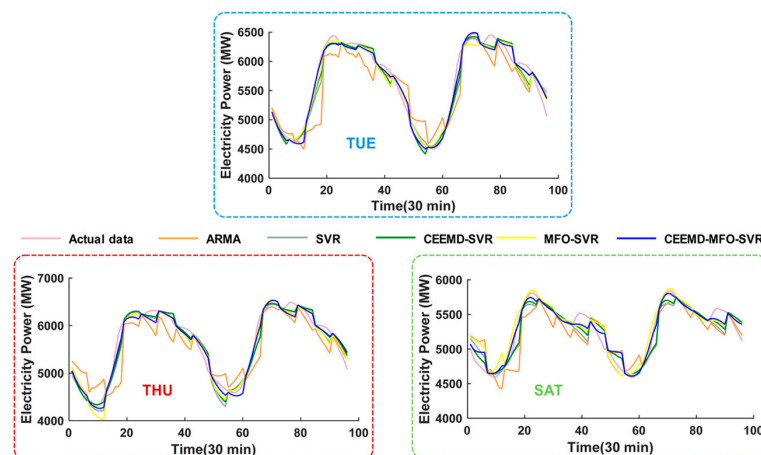 Electricity Power (MW)
6500
6000
5500
5000
4500
4000
TUE
0 20 40 60 80 100
Time(30 min)
Actual data ARMA SVR CEEMD-SVR MFO-SVR CEEMD-MFO-SVR
Electricity Power (MW)
7000
6000
5000
4000
THU
0 20 40 60 80 100
Time(30 min)
Electricity Power (MW)
6000
5500
5000
4500
4000
SAT
0 20 40 60 80 100
Time(30 min)